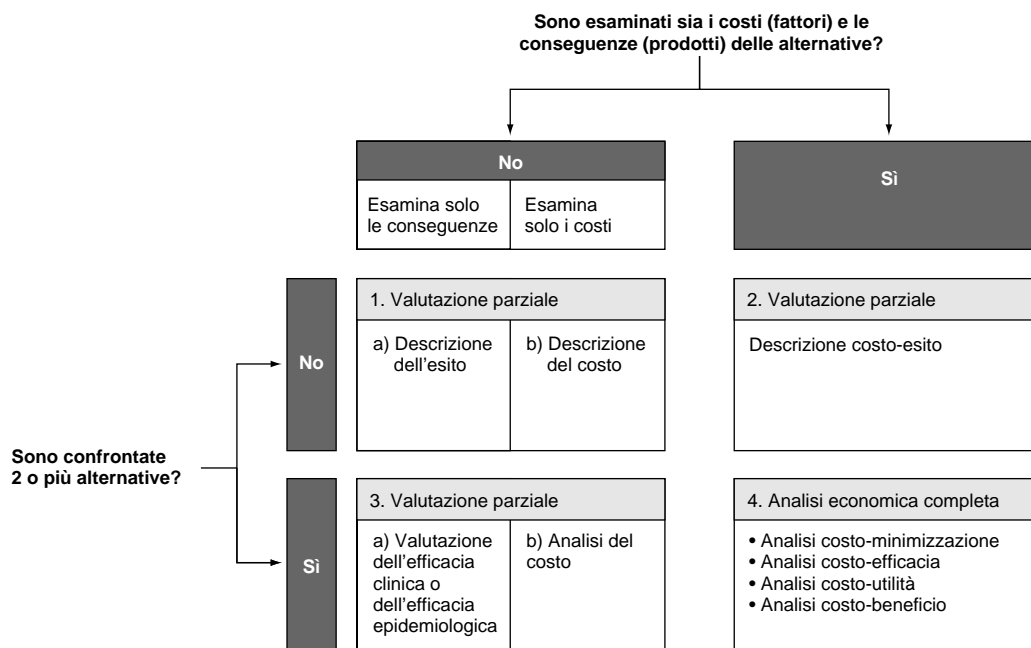 Sono esaminati sia i costi (fattori) e le
conseguenze (prodotti) delle alternative?
No
Sì
Esamina solo
le conseguenze
Esamina
solo i costi
No
1. Valutazione parziale
a) Descrizione
dell'esito
b) Descrizione
del costo
2. Valutazione parziale
Descrizione costo-esito
Sono confrontate
2 o più alternative?
Sì
3. Valutazione parziale
a) Valutazione
dell'efficacia
clinica o
dell'efficacia
epidemiologica
b) Analisi del
costo
4. Analisi economica completa
• Analisi costo-minimizzazione
• Analisi costo-efficacia
• Analisi costo-utilità
• Analisi costo-beneficio